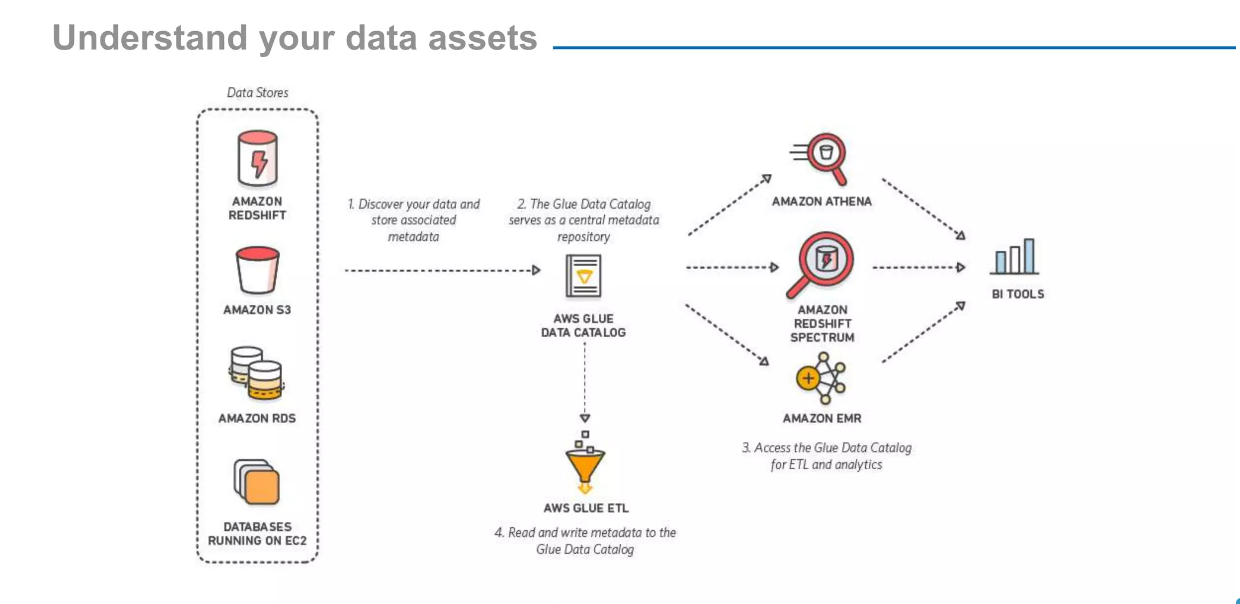 Understand your data assets
Data Stores
AMAZON
REDSHIFT
AMAZON S3
AMAZON RDS
DATABASES
RUNNING ON EC2
1. Discover your data and
store associated
metadata
2. The Glue Data Catalog
serves as a central metadata
repository
AWS GLUE
DATA CATALOG
AWS GLUE ETL
4. Read and write metadata to the
Glue Data Catalog
AMAZON ATHENA
AMAZON
REDSHIFT
SPECTRUM
AMAZON EMR
3. Access the Glue Data Catalog
for ETL and analytics
BI TOOLS